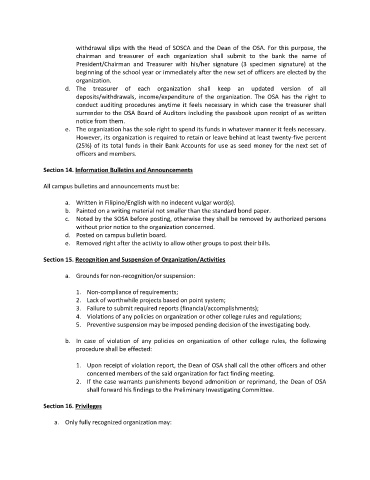 withdrawal slips with the Head of SOSCA and the Dean of the OSA. For this purpose, the
chairman and treasurer of each organization shall submit to the bank the name of
President/Chairman and Treasurer with his/her signature (3 specimen signature) at the
beginning of the school year or immediately after the new set of officers are elected by the
organization.
d. The treasurer of each organization shall keep an updated version of all
deposits/withdrawals, income/expenditure of the organization. The OSA has the right to
conduct auditing procedures anytime it feels necessary in which case the treasurer shall
surrender to the OSA Board of Auditors including the passbook upon receipt of as written
notice from them.
e. The organization has the sole right to spend its funds in whatever manner it feels necessary.
However, its organization is required to retain or leave behind at least twenty-five percent
(25%) of its total funds in their Bank Accounts for use as seed money for the next set of
officers and members.
Section 14. Information Bulletins and Announcements
All campus bulletins and announcements must be:
a. Written in Filipino/English with no indecent vulgar word(s).
b. Painted on a writing material not smaller than the standard bond paper.
c. Noted by the SOSA before posting, otherwise they shall be removed by authorized persons
without prior notice to the organization concerned.
d. Posted on campus bulletin board.
e. Removed right after the activity to allow other groups to post their bills.
Section 15. Recognition and Suspension of Organization/Activities
a. Grounds for non-recognition/or suspension:
1. Non-compliance of requirements;
2. Lack of worthwhile projects based on point system;
3. Failure to submit required reports (financial/accomplishments);
4. Violations of any policies on organization or other college rules and regulations;
5. Preventive suspension may be imposed pending decision of the investigating body.
b. In case of violation of any policies on organization of other college rules, the following
procedure shall be effected:
1. Upon receipt of violation report, the Dean of OSA shall call the other officers and other
concerned members of the said organization for fact finding meeting.
2. If the case warrants punishments beyond admonition or reprimand, the Dean of OSA
shall forward his findings to the Preliminary Investigating Committee.
Section 16. Privileges
a. Only fully recognized organization may: